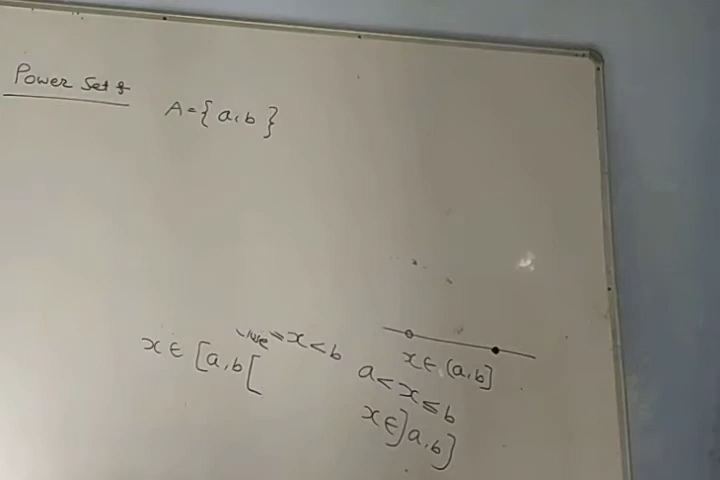 Power Set of
A = { a, b }
= x < b
x ∈ [a, b[
x ∈ (a, b]
a < x ≤ b
x ∈ ]a, b]